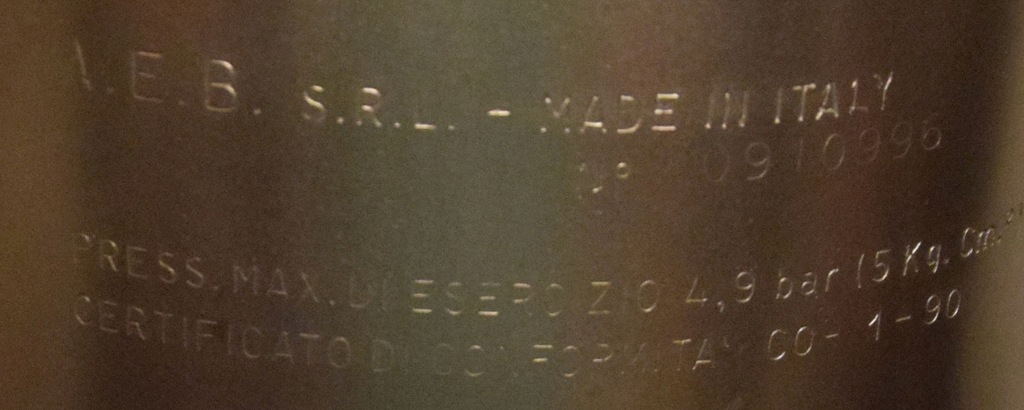 .E.B. S.R.L. - MADE IN ITALY
N° 0910996
PRESS. MAX. DI ESERCIZIO 4,9 bar (5 Kg. Cm.²
CERTIFICATO DI CONFORMITA' CO-1-90